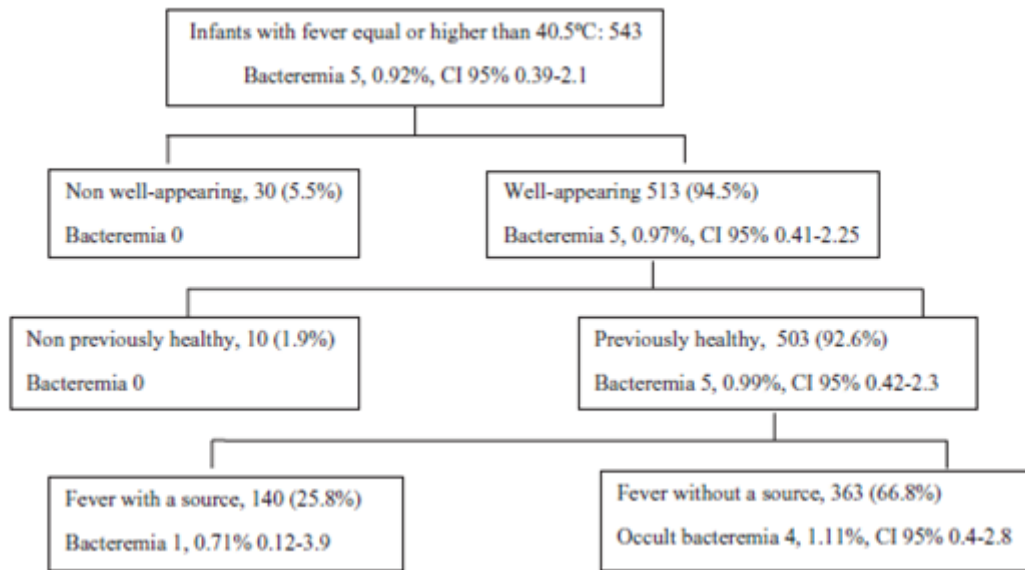 Infants with fever equal or higher than 40.5ºC: 543
Bacteremia 5, 0.92%, CI 95% 0.39-2.1
Non well-appearing, 30 (5.5%)
Bacteremia 0
Well-appearing 513 (94.5%)
Bacteremia 5, 0.97%, CI 95% 0.41-2.25
Non previously healthy, 10 (1.9%)
Bacteremia 0
Previously healthy, 503 (92.6%)
Bacteremia 5, 0.99%, CI 95% 0.42-2.3
Fever with a source, 140 (25.8%)
Bacteremia 1, 0.71% 0.12-3.9
Fever without a source, 363 (66.8%)
Occult bacteremia 4, 1.11%, CI 95% 0.4-2.8